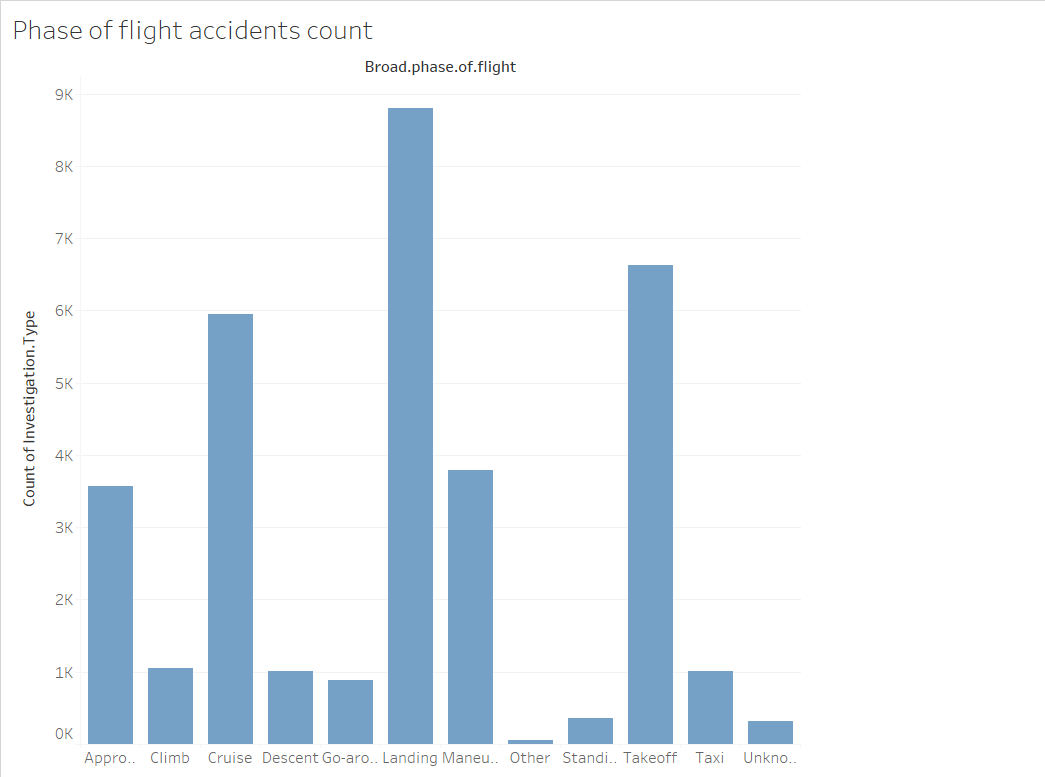 Phase of flight accidents count
Broad.phase.of.flight
9K
8K
7K
6K
5K
4K
3K
2K
1K
0K
Count of Investigation.Type
Appro.. Climb Cruise Descent Go-aro.. Landing Maneu.. Other Standi.. Takeoff Taxi Unkno..